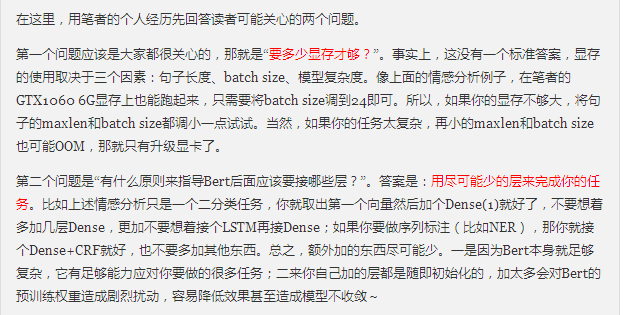 在这里，用笔者的个人经历先回答读者可能关心的两个问题。
第一个问题应该是大家都很关心的，那就是“要多少显存才够？”。事实上，这没有一个标准答案，显存
的使用取决于三个因素：句子长度、batch size、模型复杂度。像上面的情感分析例子，在笔者的
GTX1060 6G显存上也能跑起来，只需要将batch size调到24即可。所以，如果你的显存不够大，将句
子的maxlen和batch size都调小一点试试。当然，如果你的任务太复杂，再小的maxlen和batch size
也可能OOM，那就只有升级显卡了。
第二个问题是“有什么原则来指导Bert后面应该要接哪些层？”。答案是：用尽可能少的层来完成你的任
务。比如上述情感分析只是一个二分类任务，你就取出第一个向量然后加个Dense(1)就好了，不要想着
多加几层Dense，更加不要想着接个LSTM再接Dense；如果你要做序列标注（比如NER），那你就接
个Dense+CRF就好，也不要多加其他东西。总之，额外加的东西尽可能少。一是因为Bert本身就足够
复杂，它有足够能力应对你要做的很多任务；二来你自己加的层都是随即初始化的，加太多会对Bert的
预训练权重造成剧烈扰动，容易降低效果甚至造成模型不收敛～